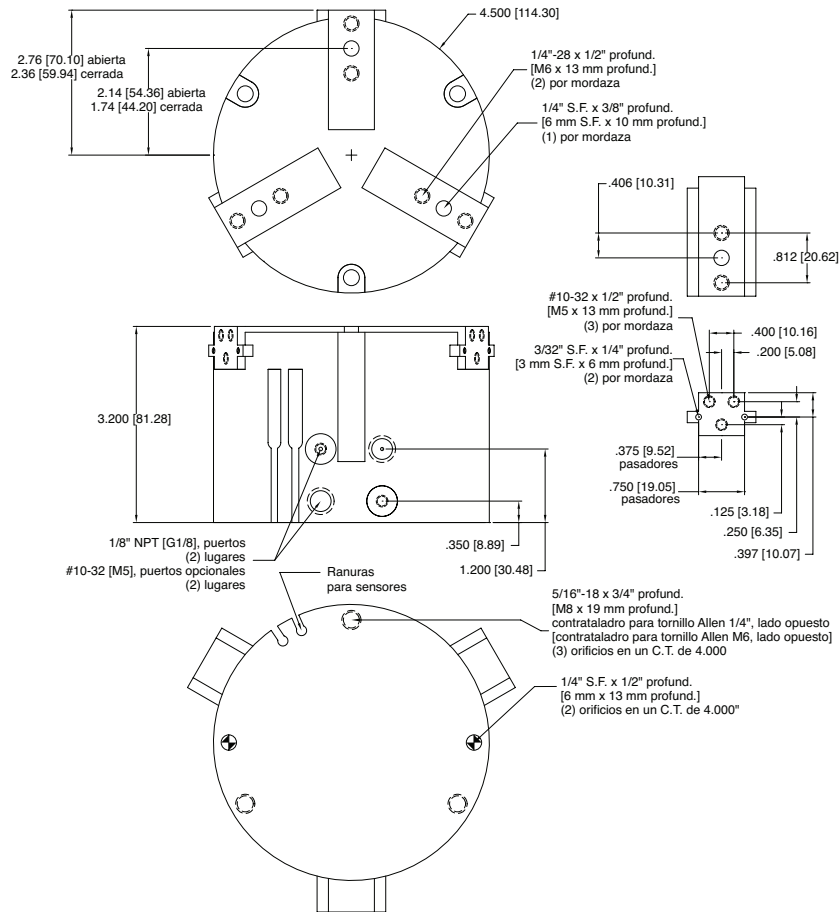 4.500 [114.30]
2.76 [70.10] abierta
2.36 [59.94] cerrada
2.14 [54.36] abierta
1.74 [44.20] cerrada
1/4"-28 x 1/2" profund.
[M6 x 13 mm profund.]
(2) por mordaza
1/4" S.F. x 3/8" profund.
[6 mm S.F. x 10 mm profund.]
(1) por mordaza
.406 [10.31]
.812 [20.62]
#10-32 x 1/2" profund.
[M5 x 13 mm profund.]
(3) por mordaza
3/32" S.F. x 1/4" profund.
[3 mm S.F. x 6 mm profund.]
(2) por mordaza
.400 [10.16]
.200 [5.08]
3.200 [81.28]
.375 [9.52]
pasadores
.750 [19.05]
pasadores
.125 [3.18]
.250 [6.35]
.397 [10.07]
.350 [8.89]
1.200 [30.48]
1/8" NPT [G1/8], puertos
(2) lugares
#10-32 [M5], puertos opcionales
(2) lugares
Ranuras
para sensores
5/16"-18 x 3/4" profund.
[M8 x 19 mm profund.]
contrataladro para tornillo Allen 1/4", lado opuesto
[contrataladro para tornillo Allen M6, lado opuesto]
(3) orificios en un C.T. de 4.000
1/4" S.F. x 1/2" profund.
[6 mm x 13 mm profund.]
(2) orificios en un C.T. de 4.000"